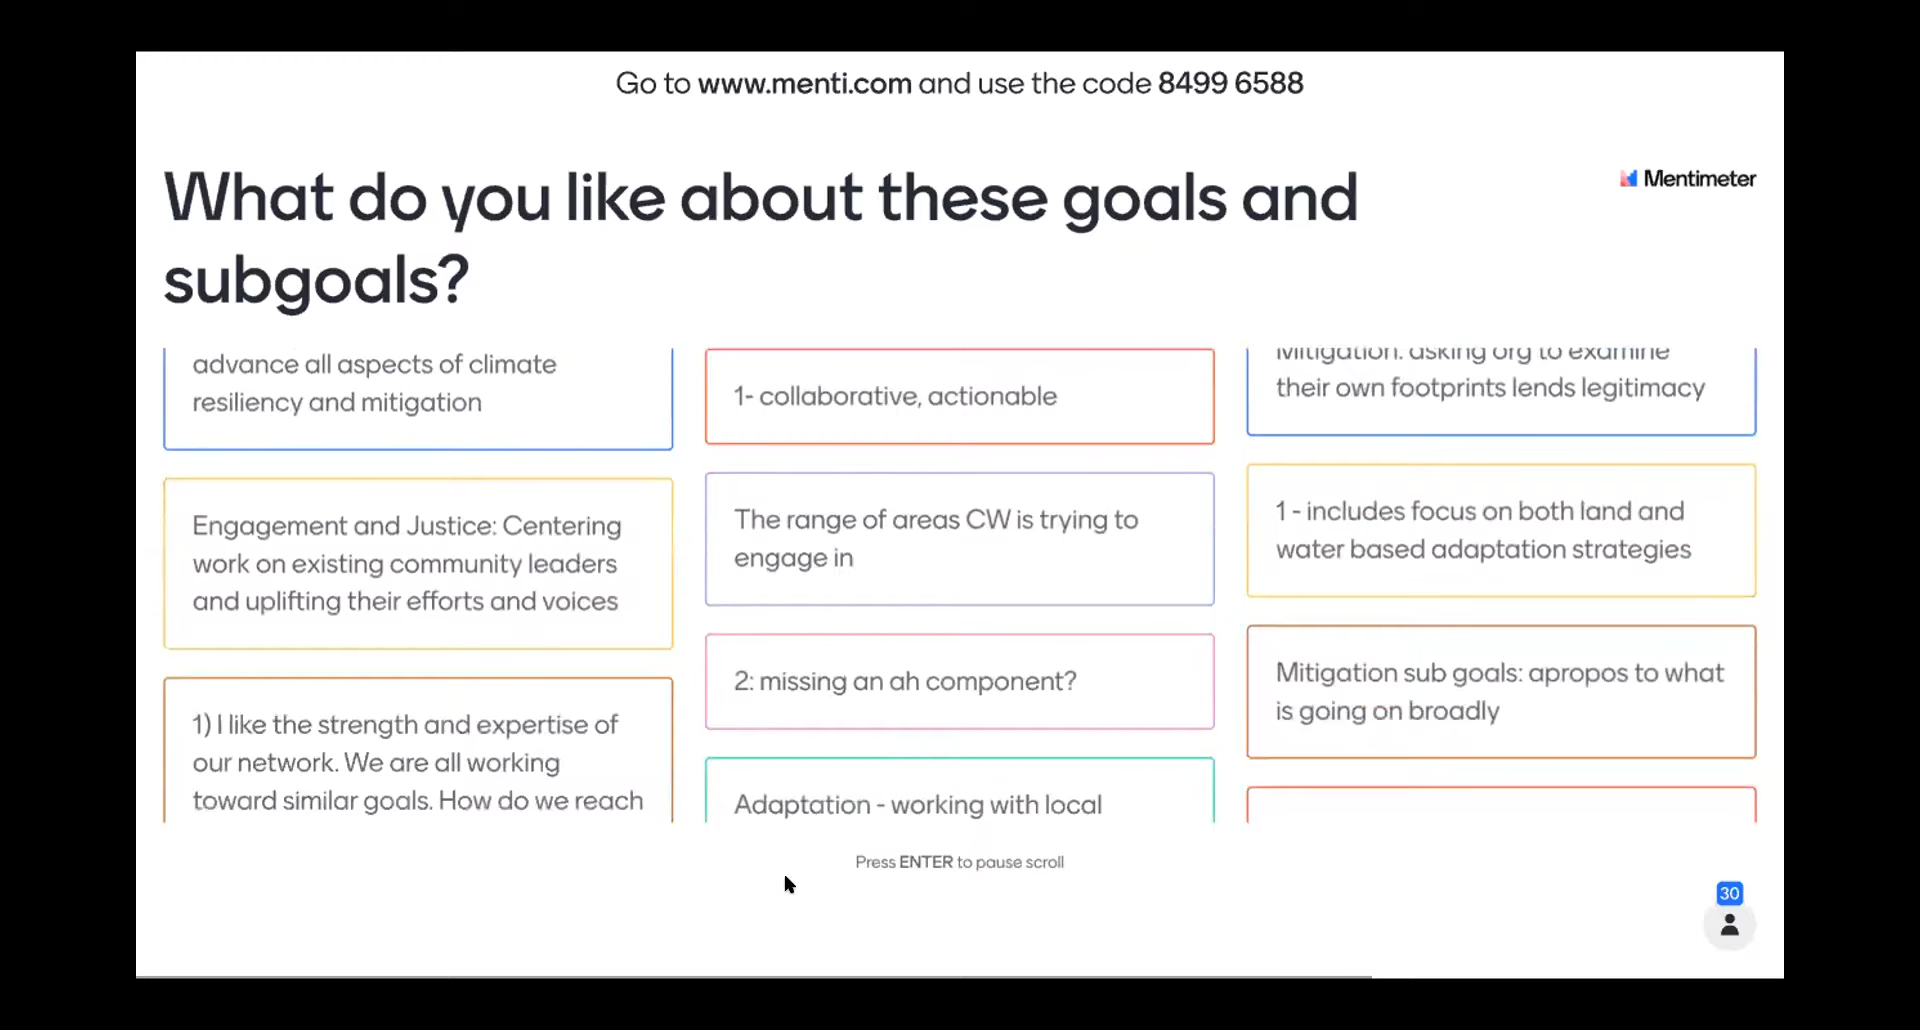 Go to www.menti.com and use the code 8499 6588
What do you like about these goals and
subgoals?
Mentimeter
advance all aspects of climate
resiliency and mitigation
Engagement and Justice: Centering
work on existing community leaders
and uplifting their efforts and voices
1) I like the strength and expertise of
our network. We are all working
toward similar goals. How do we reach
1- collaborative, actionable
The range of areas CW is trying to
engage in
2: missing an ah component?
Adaptation - working with local
Mitigation: asking org to examine
their own footprints lends legitimacy
1 - includes focus on both land and
water based adaptation strategies
Mitigation sub goals: apropos to what
is going on broadly
Press ENTER to pause scroll
30